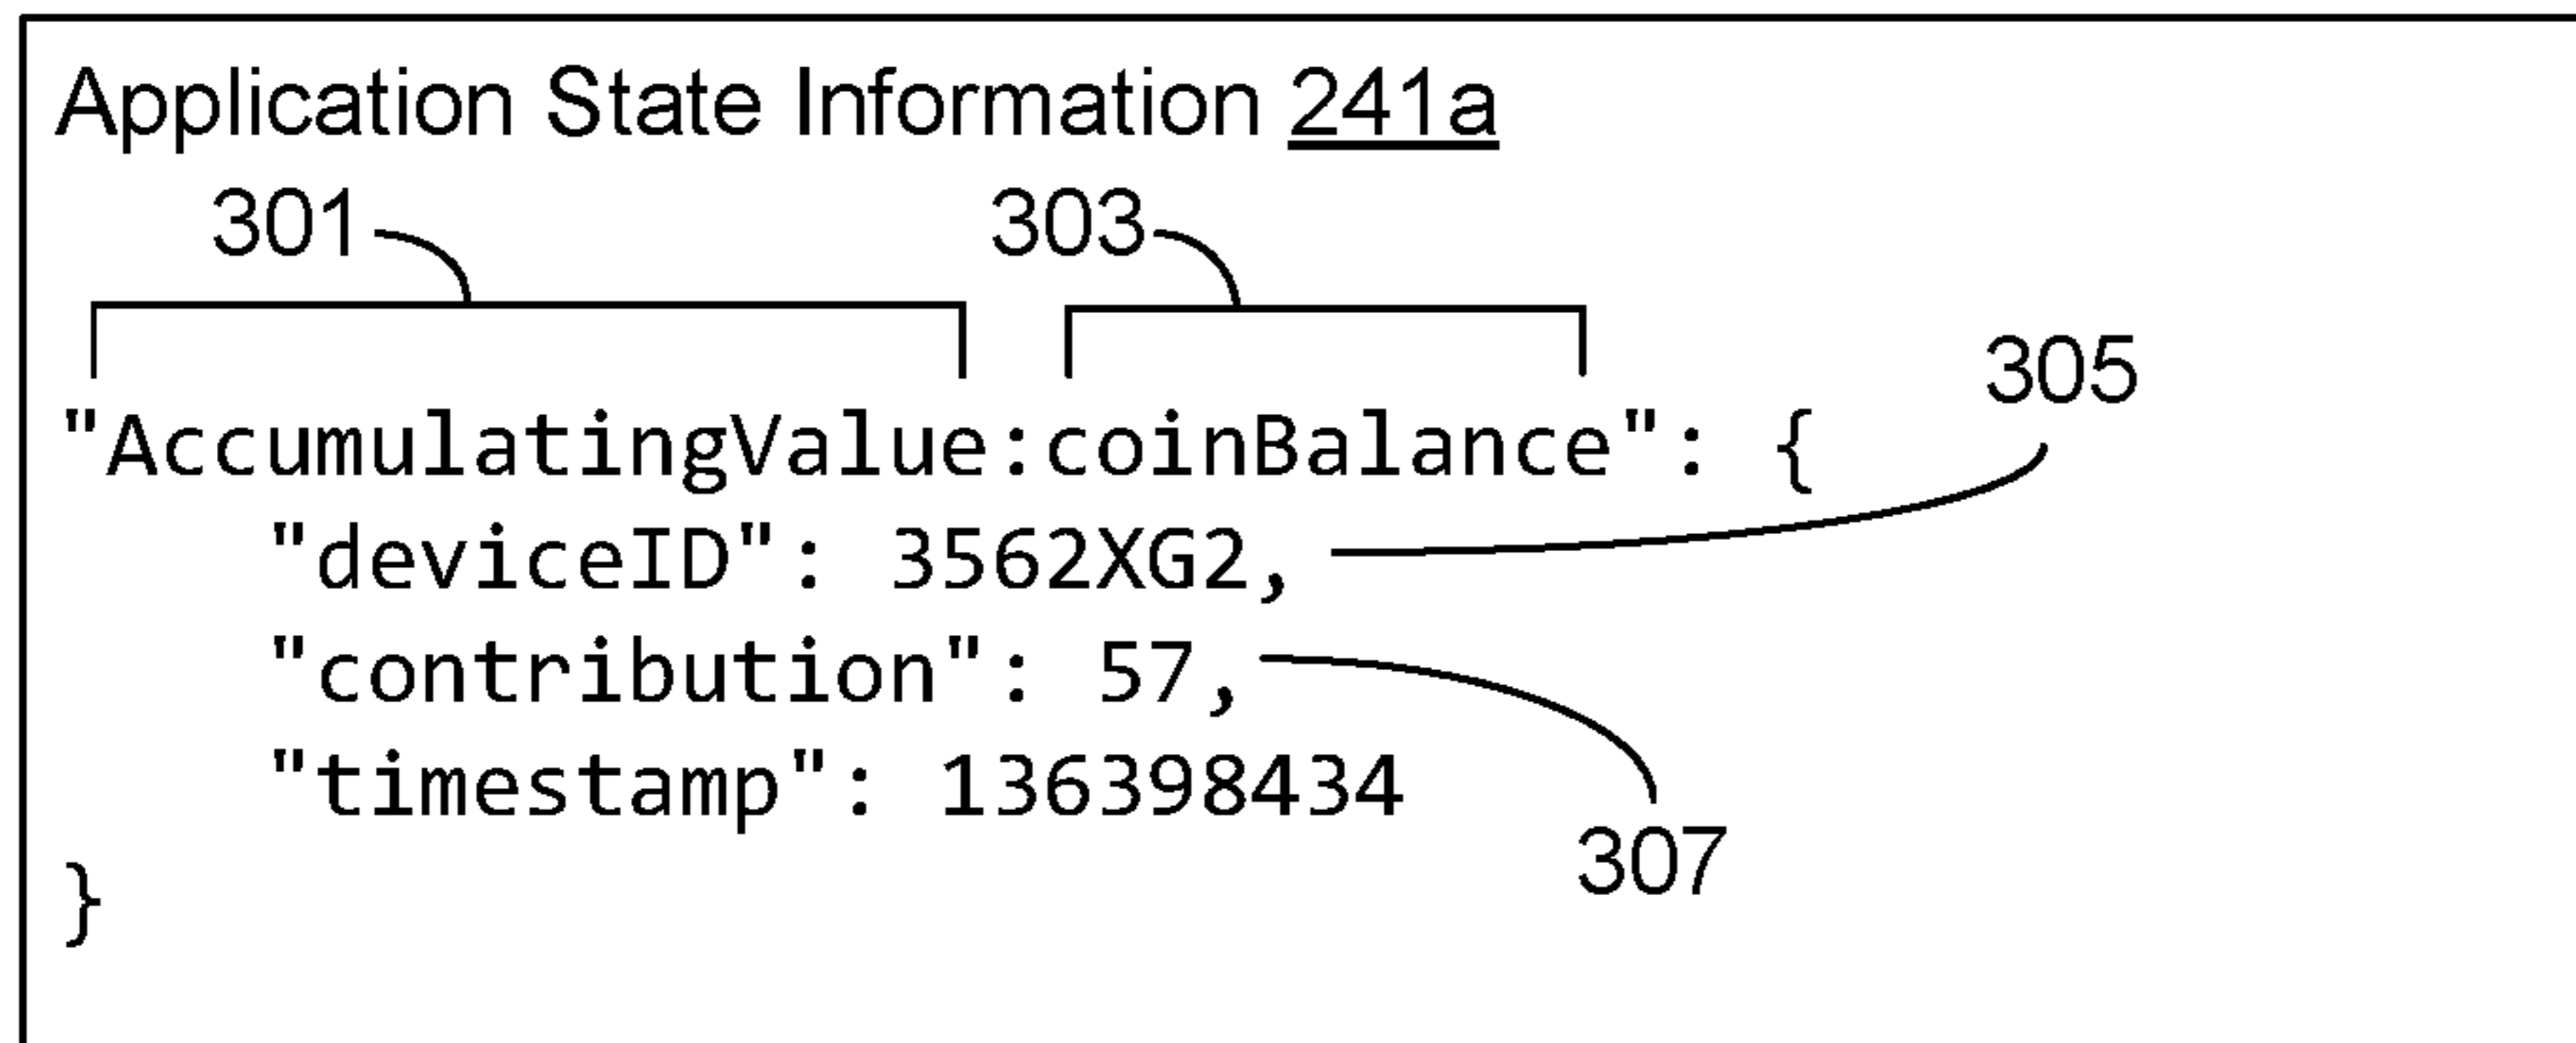 Application State Information 241a
301 303
305
"AccumulatingValue:coinBalance": {
"deviceID": 3562XG2,
"contribution": 57,
"timestamp": 136398434
307
}